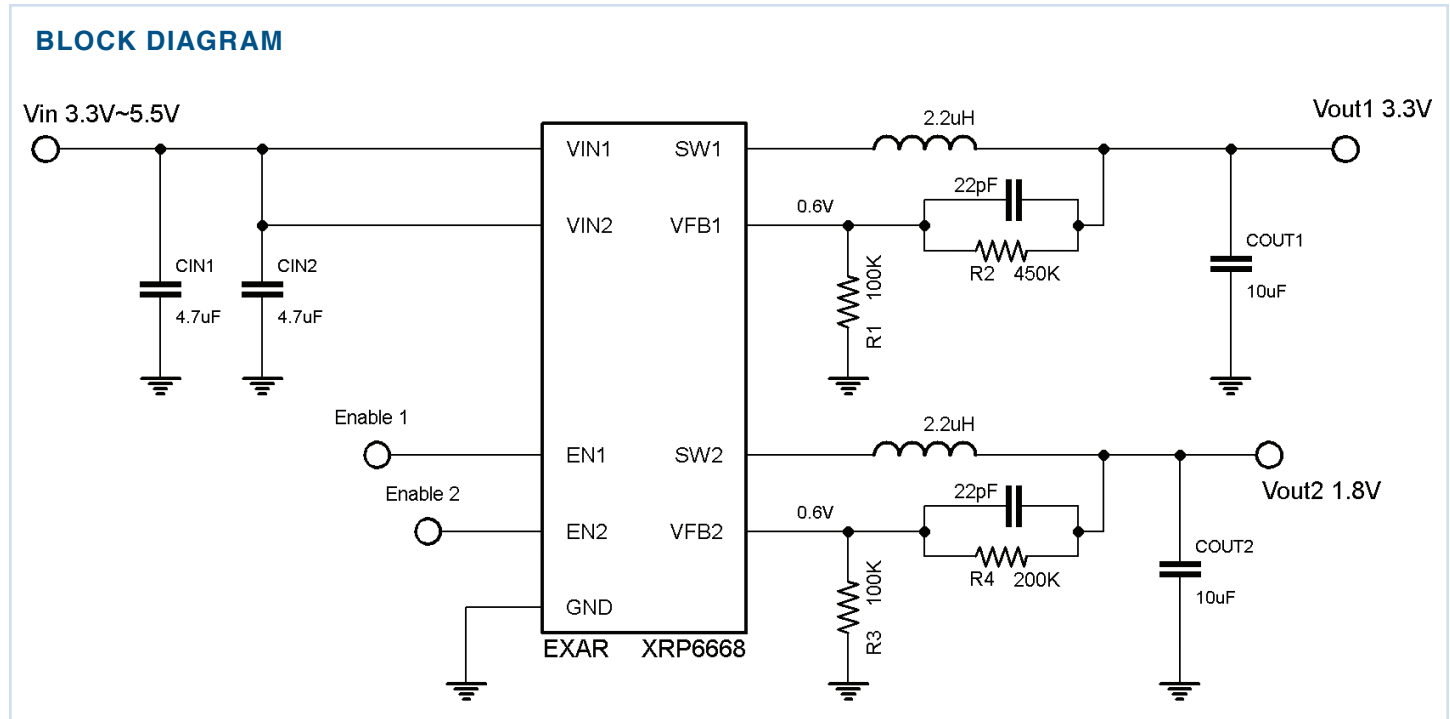 BLOCK DIAGRAM
Vin 3.3V~5.5V
2.2uH
Vout1 3.3V
VIN1
SW1
22pF
0.6V
VIN2
VFB1
R2 450K
CIN1
4.7uF
CIN2
4.7uF
100K
R1
COUT1
10uF
Enable 1
2.2uH
EN1
SW2
Enable 2
22pF
Vout2 1.8V
0.6V
EN2
VFB2
R4 200K
COUT2
10uF
100K
R3
GND
EXAR XRP6668